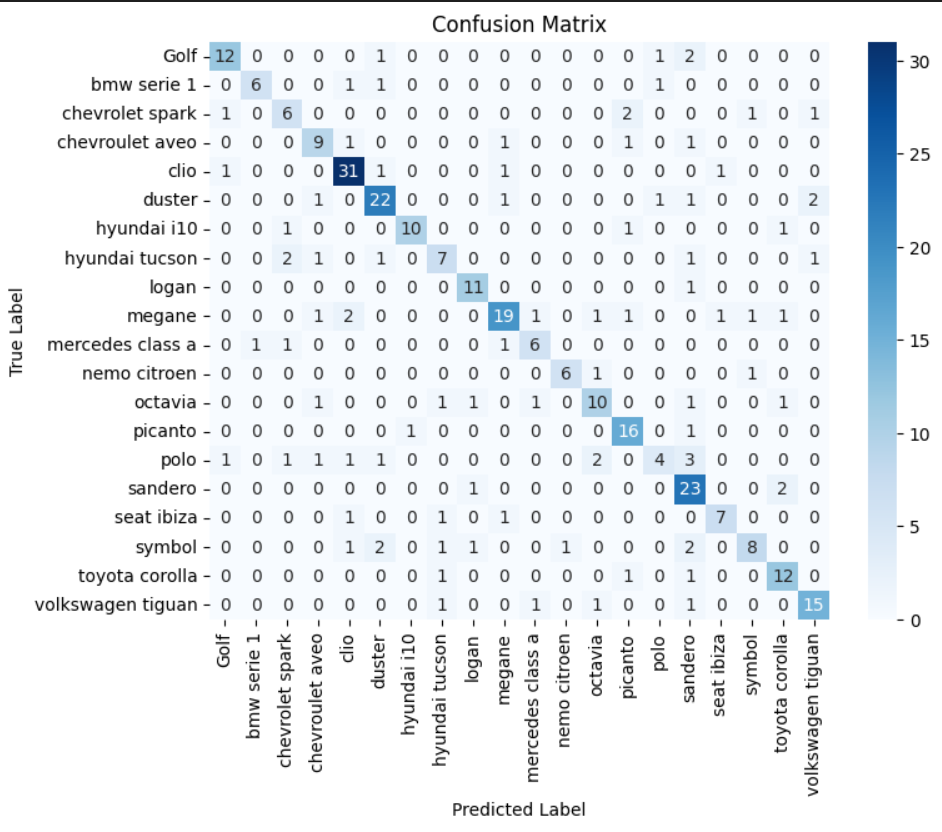 Confusion Matrix
True Label
Golf 12 0 0 0 0 1 0 0 0 0 0 0 0 0 1 2 0 0 0 0
bmw serie 1 0 6 0 0 1 1 0 0 0 0 0 0 0 0 1 0 0 0 0 0
chevrolet spark 1 0 6 0 0 0 0 0 0 0 0 0 0 2 0 0 0 1 0 1
chevroulet aveo 0 0 0 9 1 0 0 0 0 1 0 0 0 1 0 1 0 0 0 0
clio 1 0 0 0 31 1 0 0 0 1 0 0 0 0 0 0 1 0 0 0
duster 0 0 0 1 0 22 0 0 0 1 0 0 0 0 1 1 0 0 0 2
hyundai i10 0 0 1 0 0 0 10 0 0 0 0 0 0 1 0 0 0 0 1 0
hyundai tucson 0 0 2 1 0 1 0 7 0 0 0 0 0 0 0 1 0 0 0 1
logan 0 0 0 0 0 0 0 0 11 0 0 0 0 0 0 1 0 0 0 0
megane 0 0 0 1 2 0 0 0 0 19 1 0 1 1 0 0 1 1 1 0
mercedes class a 0 1 1 0 0 0 0 0 0 1 6 0 0 0 0 0 0 0 0 0
nemo citroen 0 0 0 0 0 0 0 0 0 0 0 6 1 0 0 0 0 1 0 0
octavia 0 0 0 1 0 0 0 1 1 0 1 0 10 0 0 1 0 0 1 0
picanto 0 0 0 0 0 0 1 0 0 0 0 0 0 16 0 1 0 0 0 0
polo 1 0 1 1 1 1 0 0 0 0 0 0 2 0 4 3 0 0 0 0
sandero 0 0 0 0 0 0 0 0 1 0 0 0 0 0 0 23 0 0 2 0
seat ibiza 0 0 0 0 1 0 0 1 0 1 0 0 0 0 0 0 7 0 0 0
symbol 0 0 0 0 1 2 0 1 1 0 0 1 0 0 0 2 0 8 0 0
toyota corolla 0 0 0 0 0 0 0 1 0 0 0 0 0 1 0 1 0 0 12 0
volkswagen tiguan 0 0 0 0 0 0 0 1 0 0 1 0 1 0 0 1 0 0 0 15
Golf
bmw serie 1
chevrolet spark
chevroulet aveo
clio
duster
hyundai i10
hyundai tucson
logan
megane
mercedes class a
nemo citroen
octavia
picanto
polo
sandero
seat ibiza
symbol
toyota corolla
volkswagen tiguan
Predicted Label
30
25
20
15
10
5
0